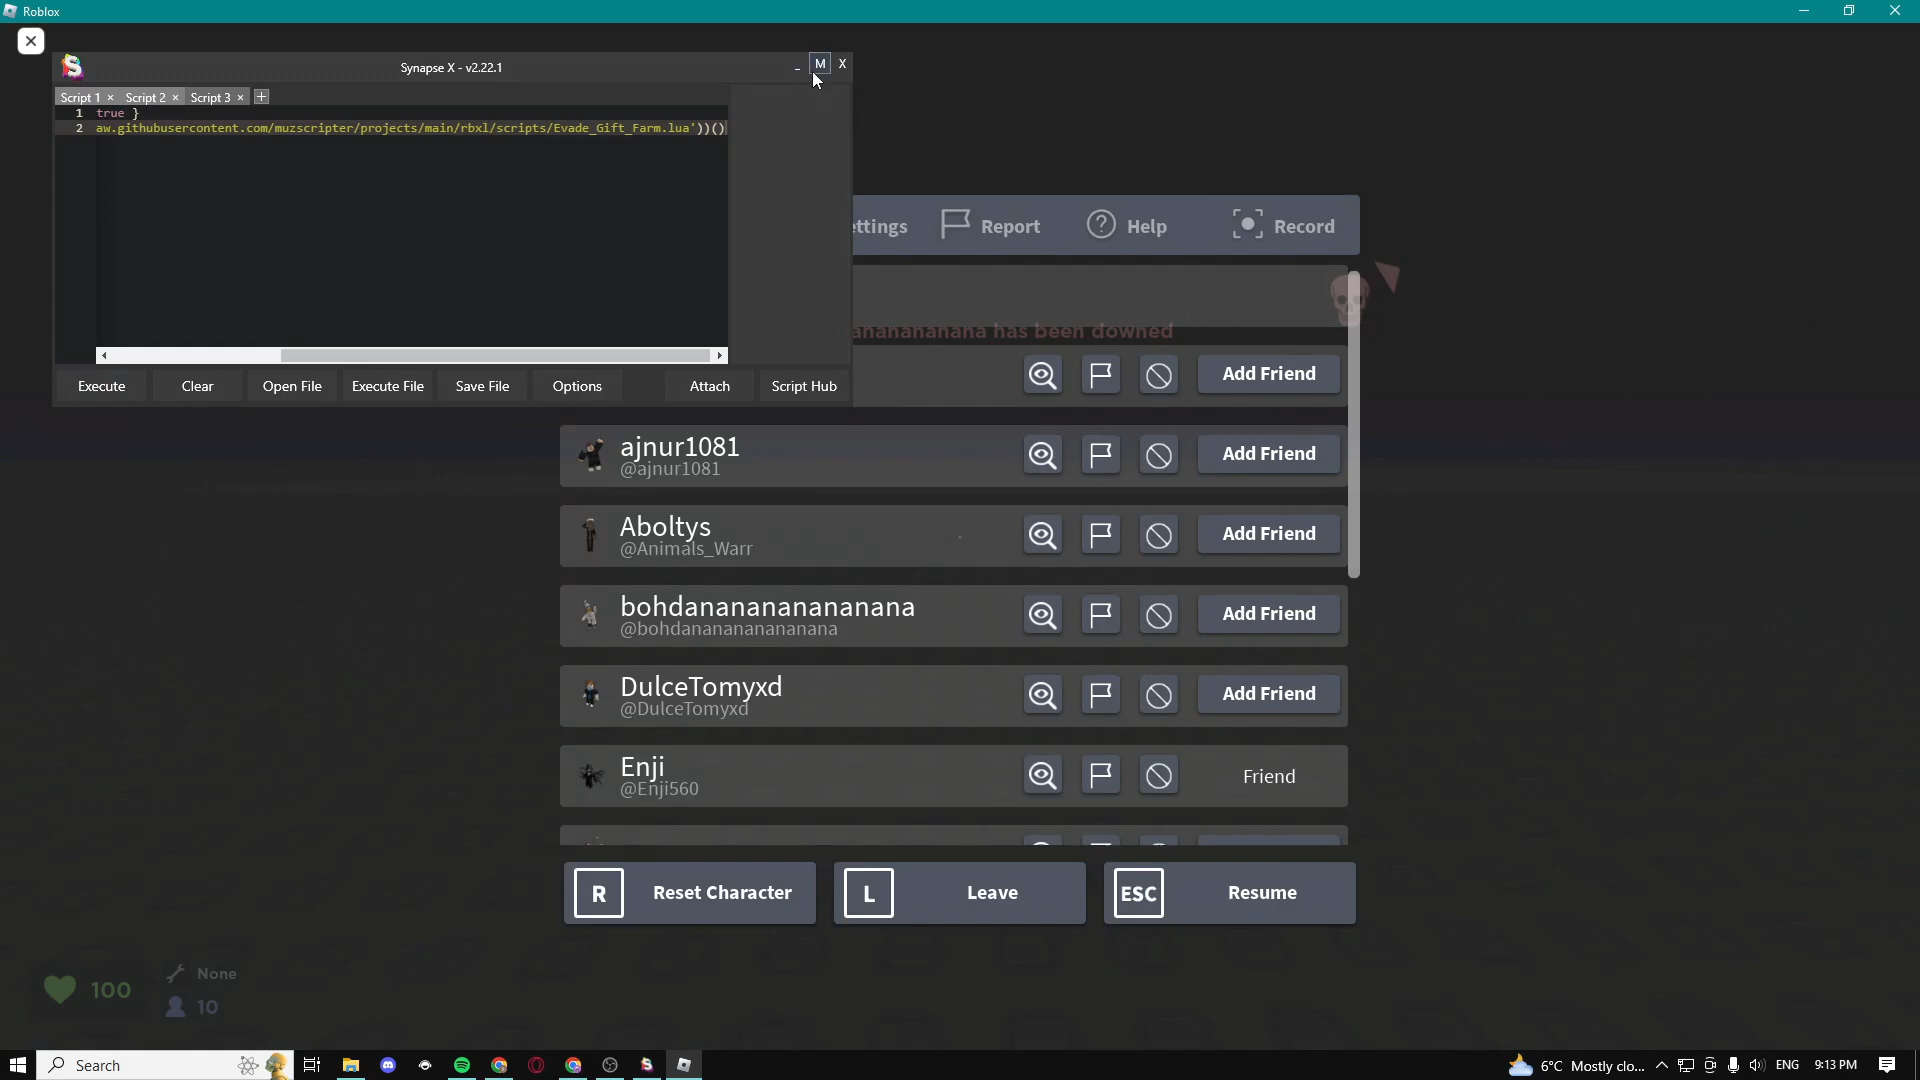 Roblox
Synapse X - v2.22.1
_ M X
Script 1 × Script 2 × Script 3 × +
1 true }
2 aw.githubusercontent.com/muzscripter/projects/main/rbxl/scripts/Evade_Gift_Farm.lua'))()
Execute Clear Open File Execute File Save File Options Attach Script Hub
ettings Report Help Record
anananananana has been downed
Add Friend
ajnur1081
@ajnur1081
Add Friend
Aboltys
@Animals_Warr
Add Friend
bohdanananananana
@bohdanananananana
Add Friend
DulceTomyxd
@DulceTomyxd
Add Friend
Enji
@Enji560
Friend
R Reset Character L Leave ESC Resume
100
None
10
Search
6°C Mostly clo... ENG 9:13 PM